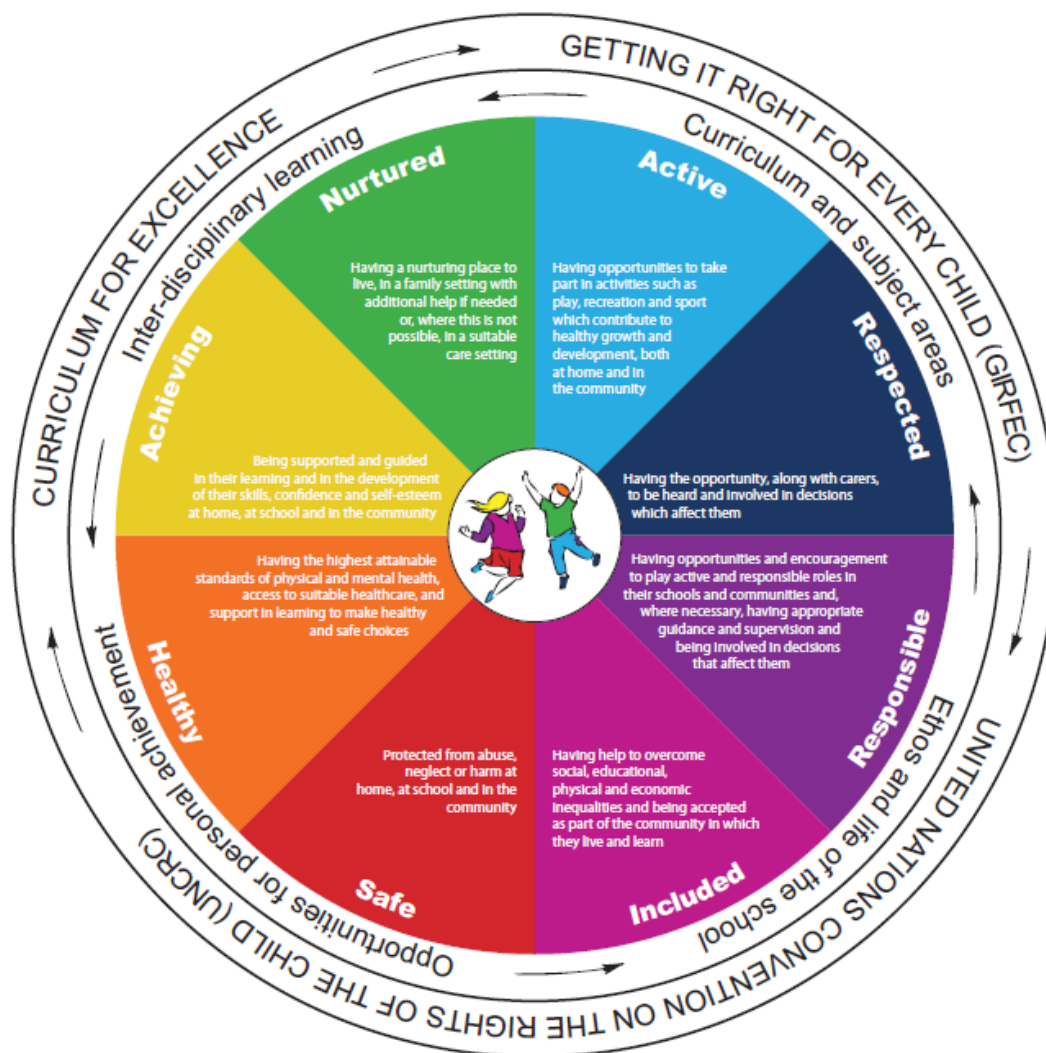 CURRICULUM FOR EXCELLENCE
GETTING IT RIGHT FOR EVERY CHILD (GIRFEC)
UNITED NATIONS CONVENTION ON THE RIGHTS OF THE CHILD (UNCRC)
Inter-disciplinary learning
Curriculum and subject areas
Ethos and life of the school
Opportunities for personal achievement
Nurtured
Having a nurturing place to
live, in a family setting with
additional help if needed
or, where this is not
possible, in a suitable
care setting
Active
Having opportunities to take
part in activities such as
play, recreation and sport
which contribute to
healthy growth and
development, both
at home and in
the community
Respected
Having the opportunity, along with carers,
to be heard and involved in decisions
which affect them
Responsible
Having opportunities and encouragement
to play active and responsible roles in
their schools and communities and,
where necessary, having appropriate
guidance and supervision and
being involved in decisions
that affect them
Included
Having help to overcome
social, educational,
physical and economic
inequalities and being accepted
as part of the community in which
they live and learn
Safe
Protected from abuse,
neglect or harm at
home, at school and in the
community
Healthy
Having the highest attainable
standards of physical and mental health,
access to suitable healthcare, and
support in learning to make healthy
and safe choices
Achieving
Being supported and guided
in their learning and in the development
of their skills, confidence and self-esteem
at home, at school and in the community